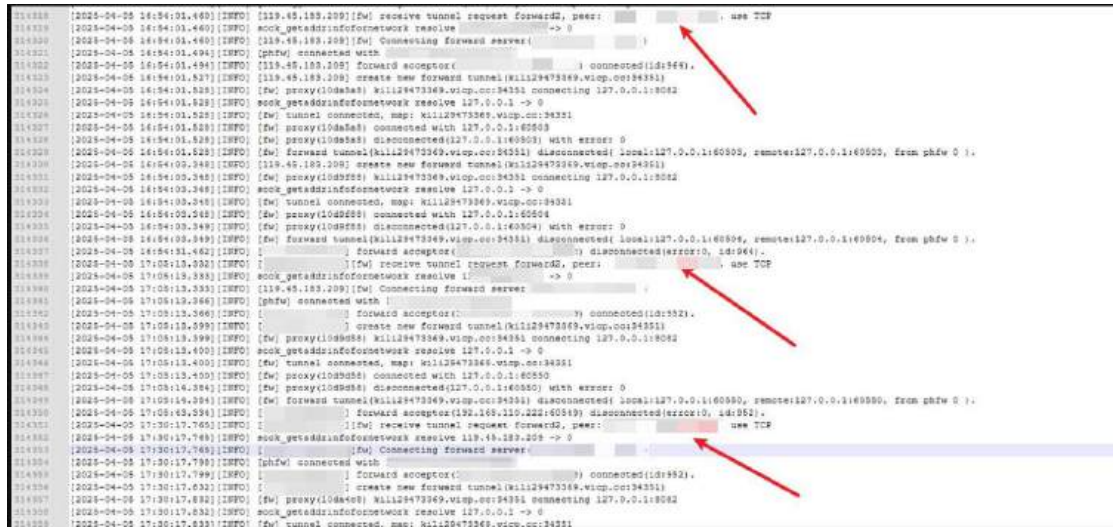 [2025-04-05 16:54:01.460][INFO] [119.45.183.209][fw] receive tunnel request forward2, peer: . use TCP
[2025-04-05 16:54:01.460][INFO] sock_getaddrinfofornetwork resolve -> 0
[2025-04-05 16:54:01.460][INFO] [119.45.183.209][fw] Connecting forward server(
[2025-04-05 16:54:01.494][INFO] [phfw] connected with
[2025-04-05 16:54:01.494][INFO] [119.45.183.209] forward acceptor( ) connected(id:964).
[2025-04-05 16:54:01.527][INFO] [119.45.183.209] create new forward tunnel(kili29473369.vicp.cc:34351)
[2025-04-05 16:54:01.528][INFO] [fw] proxy(10da5a8) kili29473369.vicp.cc:34351 connecting 127.0.0.1:8082
[2025-04-05 16:54:01.528][INFO] sock_getaddrinfofornetwork resolve 127.0.0.1 -> 0
[2025-04-05 16:54:01.528][INFO] [fw] tunnel connected, map: kili29473369.vicp.cc:34351
[2025-04-05 16:54:01.528][INFO] [fw] proxy(10da5a8) connected with 127.0.0.1:60503
[2025-04-05 16:54:01.528][INFO] [fw] proxy(10da5a8) disconnected(127.0.0.1:60503) with error: 0
[2025-04-05 16:54:01.528][INFO] [fw] forward tunnel(kili29473369.vicp.cc:34351) disconnected( local:127.0.0.1:60503, remote:127.0.0.1:60503, from phfw 0 ).
[2025-04-05 16:54:03.348][INFO] [119.45.183.209] create new forward tunnel(kili29473369.vicp.cc:34351)
[2025-04-05 16:54:03.348][INFO] [fw] proxy(10d9f88) kili29473369.vicp.cc:34351 connecting 127.0.0.1:8082
[2025-04-05 16:54:03.348][INFO] sock_getaddrinfofornetwork resolve 127.0.0.1 -> 0
[2025-04-05 16:54:03.348][INFO] [fw] tunnel connected, map: kili29473369.vicp.cc:34351
[2025-04-05 16:54:03.348][INFO] [fw] proxy(10d9f88) connected with 127.0.0.1:60504
[2025-04-05 16:54:03.349][INFO] [fw] proxy(10d9f88) disconnected(127.0.0.1:60504) with error: 0
[2025-04-05 16:54:03.349][INFO] [fw] forward tunnel(kili29473369.vicp.cc:34351) disconnected( local:127.0.0.1:60504, remote:127.0.0.1:60504, from phfw 0 ).
[2025-04-05 16:54:31.462][INFO] [ forward acceptor( ) disconnected(error:0, id:964).
[2025-04-05 17:05:13.332][INFO] [ ][fw] receive tunnel request forward2, peer: . use TCP
[2025-04-05 17:05:13.333][INFO] sock_getaddrinfofornetwork resolve -> 0
[2025-04-05 17:05:13.333][INFO] [119.45.183.209][fw] Connecting forward server
[2025-04-05 17:05:13.366][INFO] [phfw] connected with
[2025-04-05 17:05:13.366][INFO] [ ] forward acceptor( ) connected(id:952).
[2025-04-05 17:05:13.399][INFO] [ ] create new forward tunnel(kili29473369.vicp.cc:34351)
[2025-04-05 17:05:13.399][INFO] [fw] proxy(10d9d58) kili29473369.vicp.cc:34351 connecting 127.0.0.1:8082
[2025-04-05 17:05:13.400][INFO] sock_getaddrinfofornetwork resolve 127.0.0.1 -> 0
[2025-04-05 17:05:13.400][INFO] [fw] tunnel connected, map: kili29473369.vicp.cc:34351
[2025-04-05 17:05:13.400][INFO] [fw] proxy(10d9d58) connected with 127.0.0.1:60550
[2025-04-05 17:05:14.384][INFO] [fw] proxy(10d9d58) disconnected(127.0.0.1:60550) with error: 0
[2025-04-05 17:05:14.384][INFO] [fw] forward tunnel(kili29473369.vicp.cc:34351) disconnected( local:127.0.0.1:60550, remote:127.0.0.1:60550, from phfw 0 ).
[2025-04-05 17:05:43.334][INFO] [ ] forward acceptor(192.168.110.222:60549) disconnected(error:0, id:952).
[2025-04-05 17:30:17.765][INFO] [ ][fw] receive tunnel request forward2, peer: use TCP
[2025-04-05 17:30:17.765][INFO] sock_getaddrinfofornetwork resolve 119.45.183.209 -> 0
[2025-04-05 17:30:17.765][INFO] [ [fw] Connecting forward server
[2025-04-05 17:30:17.798][INFO] [phfw] connected with
[2025-04-05 17:30:17.799][INFO] [ ] forward acceptor( ) connected(id:952).
[2025-04-05 17:30:17.832][INFO] [ ] create new forward tunnel(kili29473369.vicp.cc:34351)
[2025-04-05 17:30:17.832][INFO] [fw] proxy(10da4c8) kili29473369.vicp.cc:34351 connecting 127.0.0.1:8082
[2025-04-05 17:30:17.832][INFO] sock_getaddrinfofornetwork resolve 127.0.0.1 -> 0
[2025-04-05 17:30:17.833][INFO] [fw] tunnel connected, map: kili29473369.vicp.cc:34351